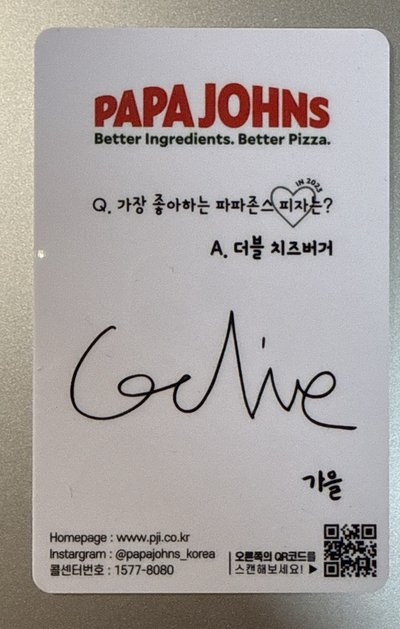 PAPA JOHNS
Better Ingredients. Better Pizza.
IN 2023
Q. 가장 좋아하는 파파존스 피자는?
A. 더블 치즈버거
가을
Homepage : www.pji.co.kr
Instargram : @papajohns_korea
콜센터번호 : 1577-8080
오른쪽의 QR코드를
스캔해보세요! ▶